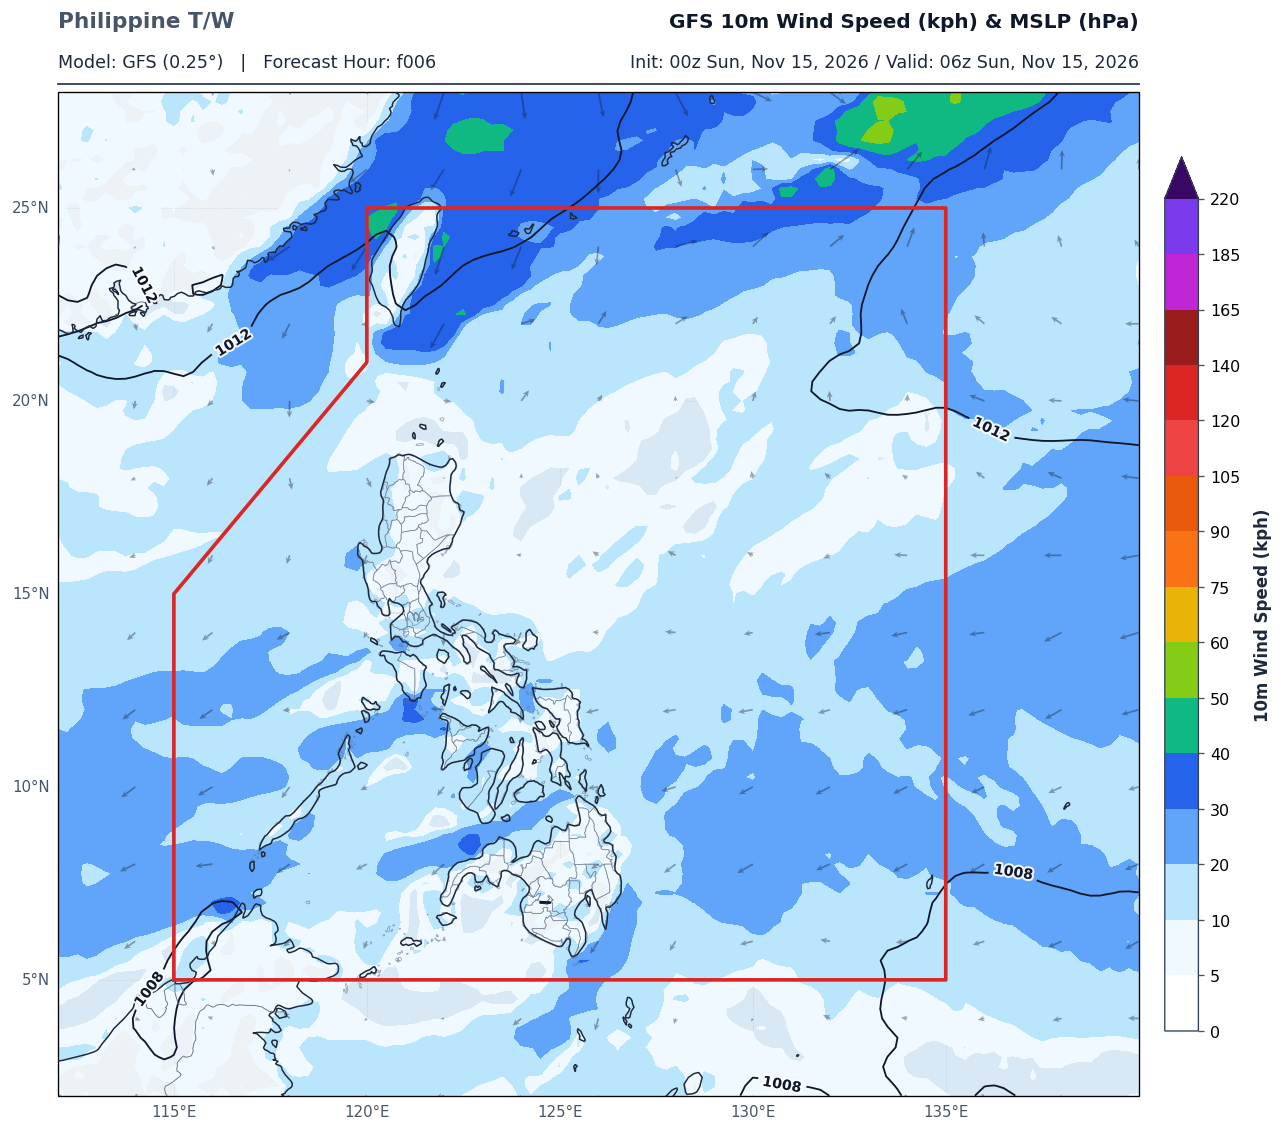 Philippine T/W
GFS 10m Wind Speed (kph) & MSLP (hPa)
Model: GFS (0.25°) | Forecast Hour: f006
Init: 00z Sun, Nov 15, 2026 / Valid: 06z Sun, Nov 15, 2026
25°N
20°N
15°N
10°N
5°N
115°E
120°E
125°E
130°E
135°E
1012
1012
1012
1008
1008
1008
220
185
165
140
120
105
90
75
60
50
40
30
20
10
5
0
10m Wind Speed (kph)